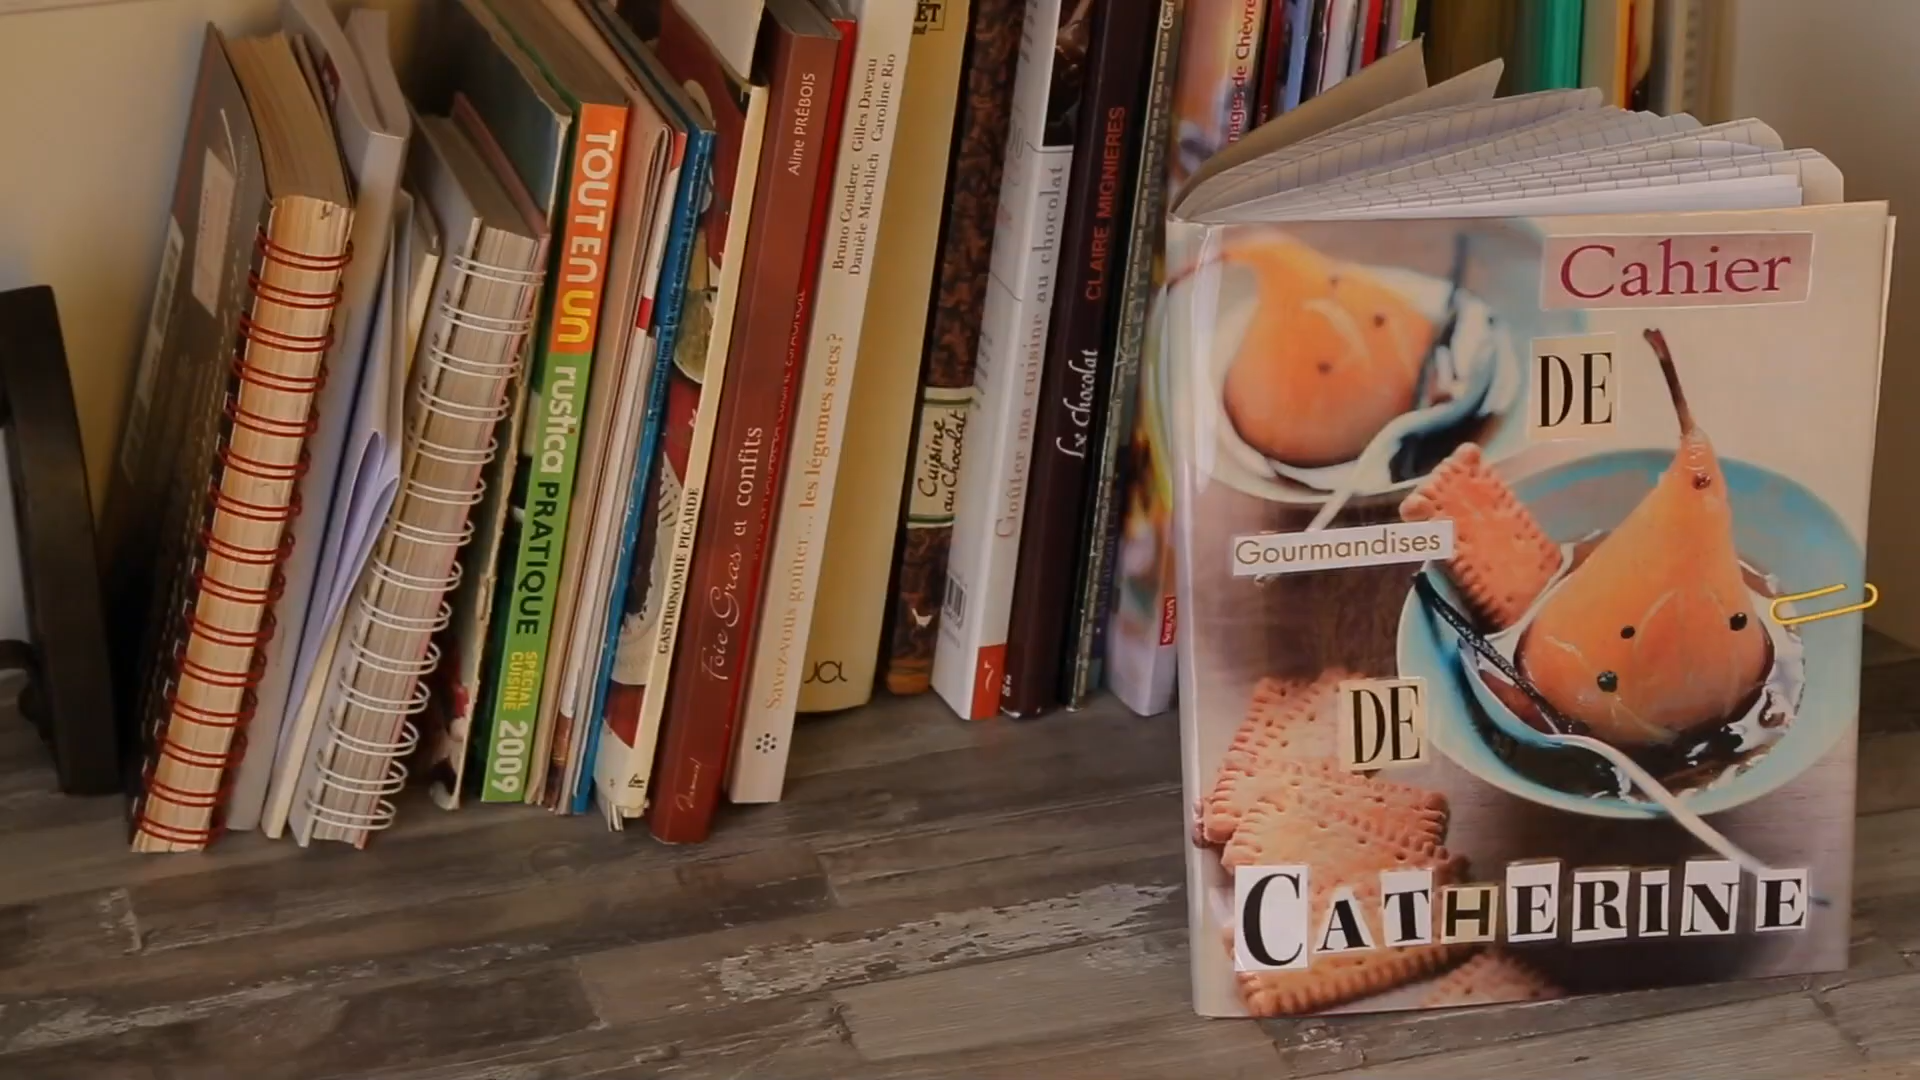 TOUT EN UN
rustica PRATIQUE
SPÉCIAL
CUISINE
2009
GASTRONOMIE PICARDE
Aline PRÉBOIS
Foie Gras et confits
Bruno Couderc Gilles Daveau
Danièle Mischlich Caroline Rio
Savez-vous goûter... les légumes secs?
Cuisine
au Chocolat
Goûter ma cuisine au chocolat
CLAIRE MIGNIERES
Le Chocolat
de Chèvre
Cahier
DE
Gourmandises
DE
CATHERINE